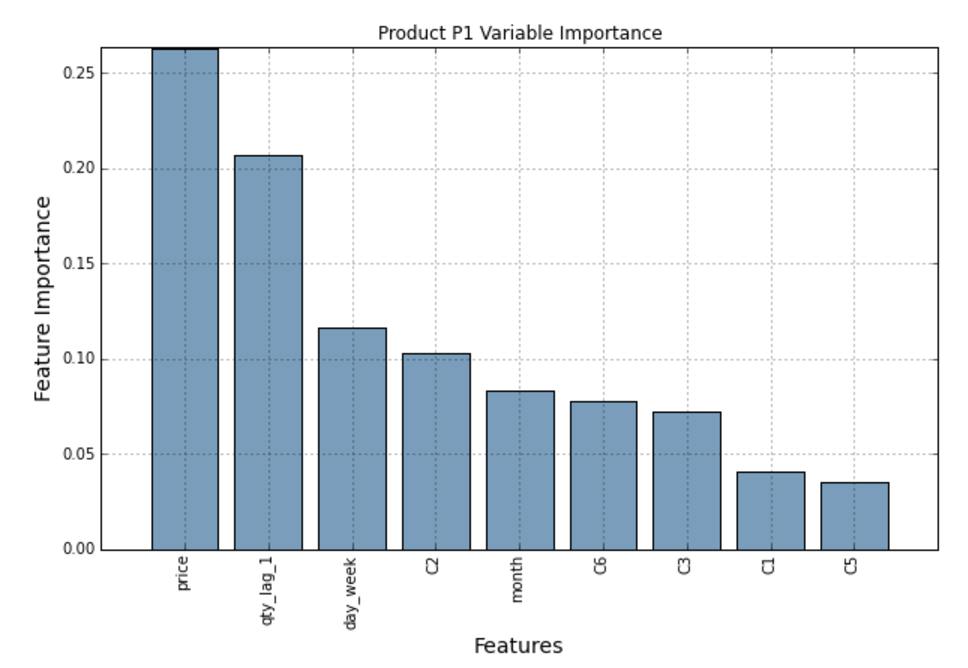 Product P1 Variable Importance
0.25
0.20
0.15
0.10
0.05
0.00
Feature Importance
price
qty_lag_1
day_week
C2
month
C6
C3
C1
C5
Features